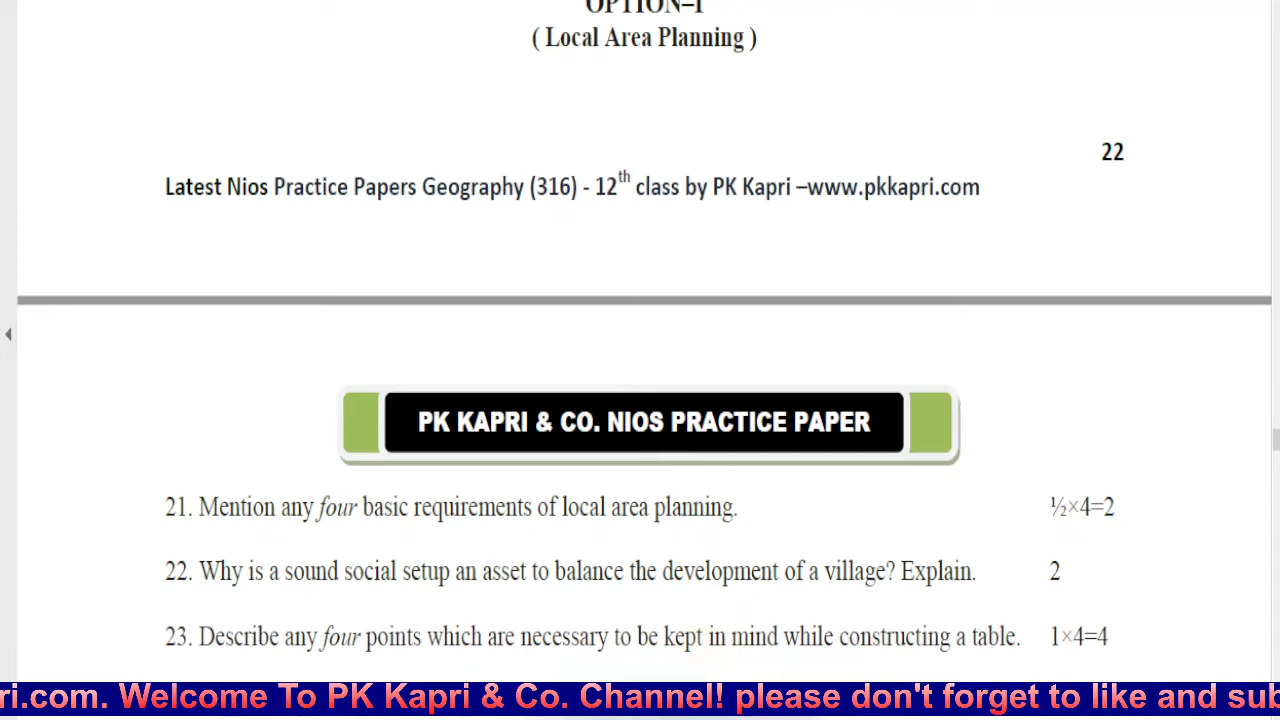 OPTION–I
( Local Area Planning )
22
Latest Nios Practice Papers Geography (316) - 12th class by PK Kapri –www.pkkapri.com
PK KAPRI & CO. NIOS PRACTICE PAPER
21. Mention any four basic requirements of local area planning. ½×4=2
22. Why is a sound social setup an asset to balance the development of a village? Explain. 2
23. Describe any four points which are necessary to be kept in mind while constructing a table. 1×4=4
ri.com. Welcome To PK Kapri & Co. Channel! please don't forget to like and sub